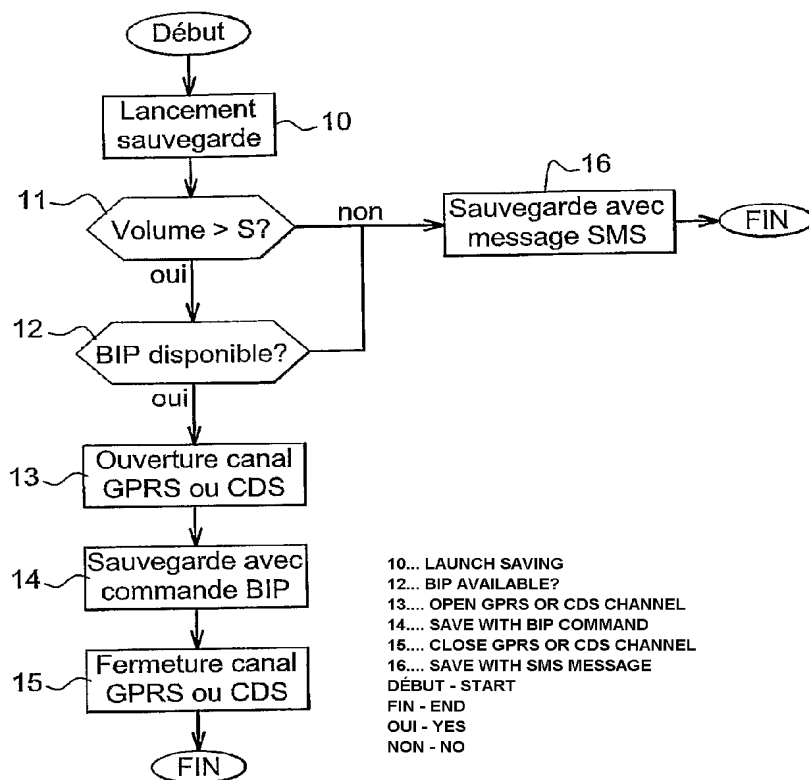 Début
Lancement
sauvegarde
10
11
Volume > S?
non
16
Sauvegarde avec
message SMS
FIN
oui
12
BIP disponible?
oui
13
Ouverture canal
GPRS ou CDS
14
Sauvegarde avec
commande BIP
15
Fermeture canal
GPRS ou CDS
FIN
10... LAUNCH SAVING
12... BIP AVAILABLE?
13.... OPEN GPRS OR CDS CHANNEL
14.... SAVE WITH BIP COMMAND
15.... CLOSE GPRS OR CDS CHANNEL
16.... SAVE WITH SMS MESSAGE
DÉBUT - START
FIN - END
OUI - YES
NON - NO